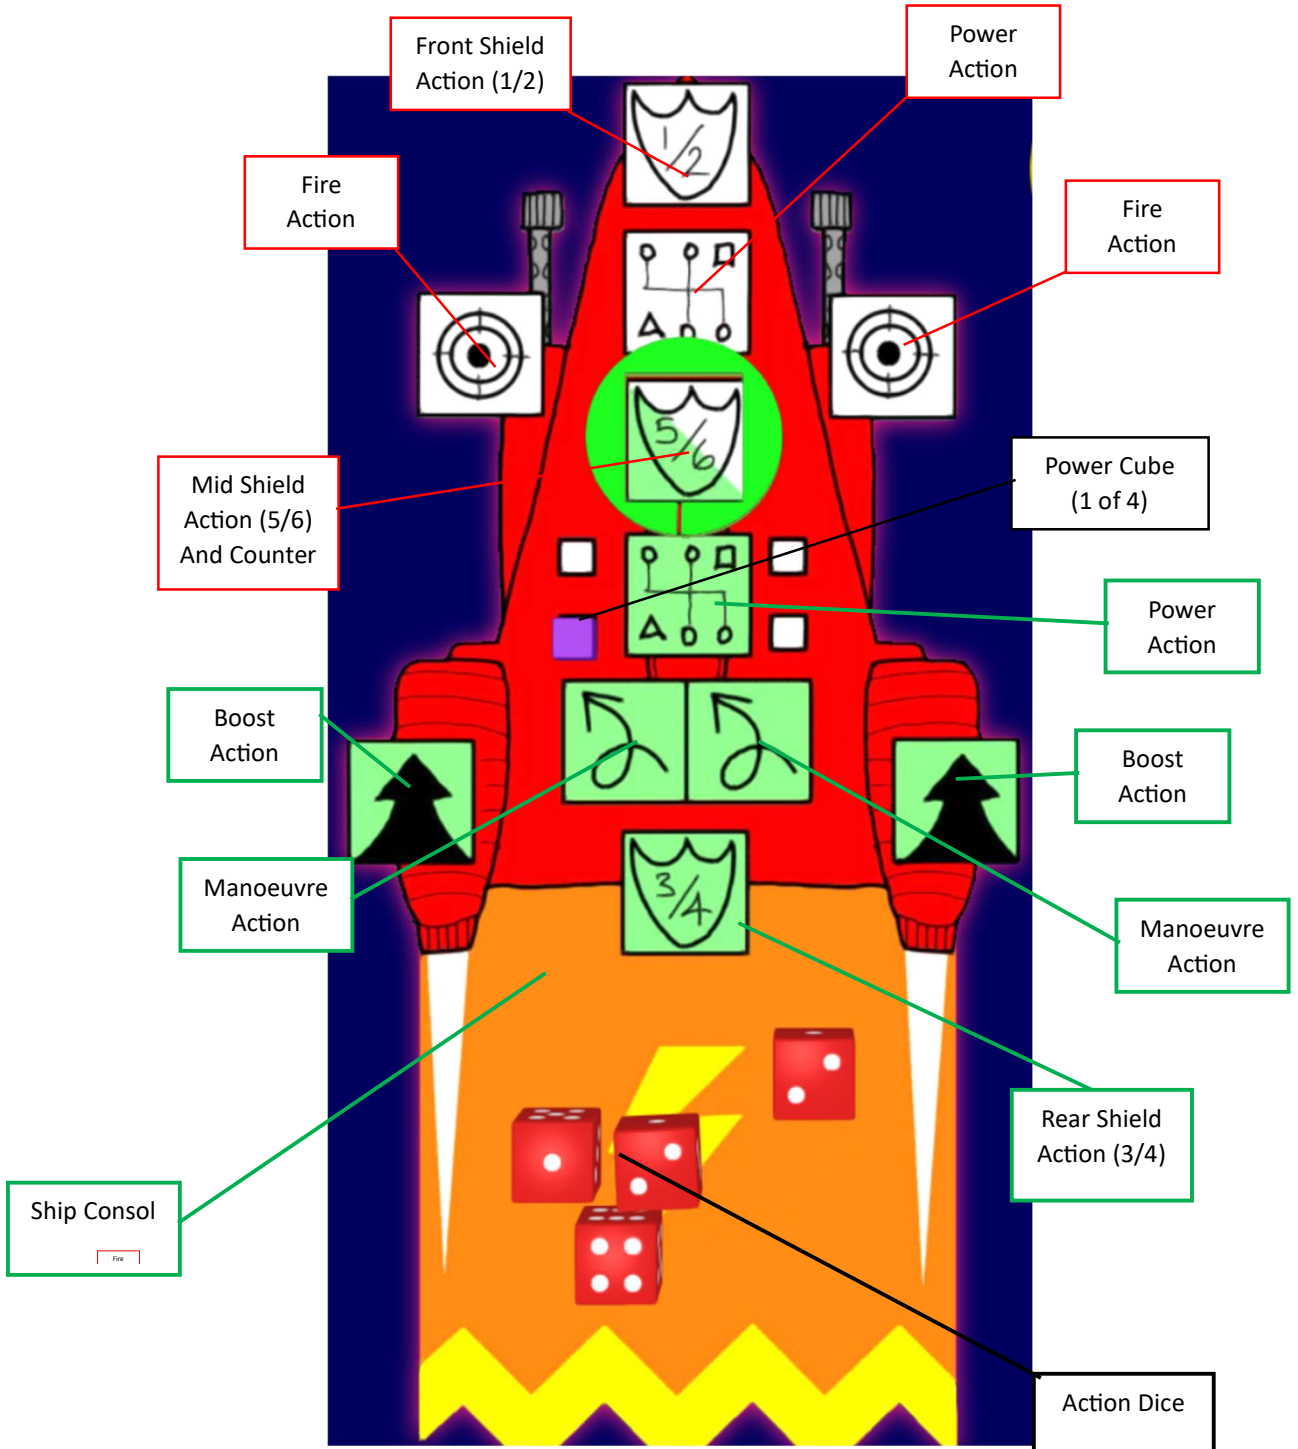 Front Shield
Action (1/2)
Power
Action
1/2
Fire
Action
Fire
Action
5/6
Mid Shield
Action (5/6)
And Counter
Power Cube
(1 of 4)
Power
Action
Boost
Action
Boost
Action
Manoeuvre
Action
3/4
Manoeuvre
Action
Rear Shield
Action (3/4)
Ship Consol
Fire
Action Dice